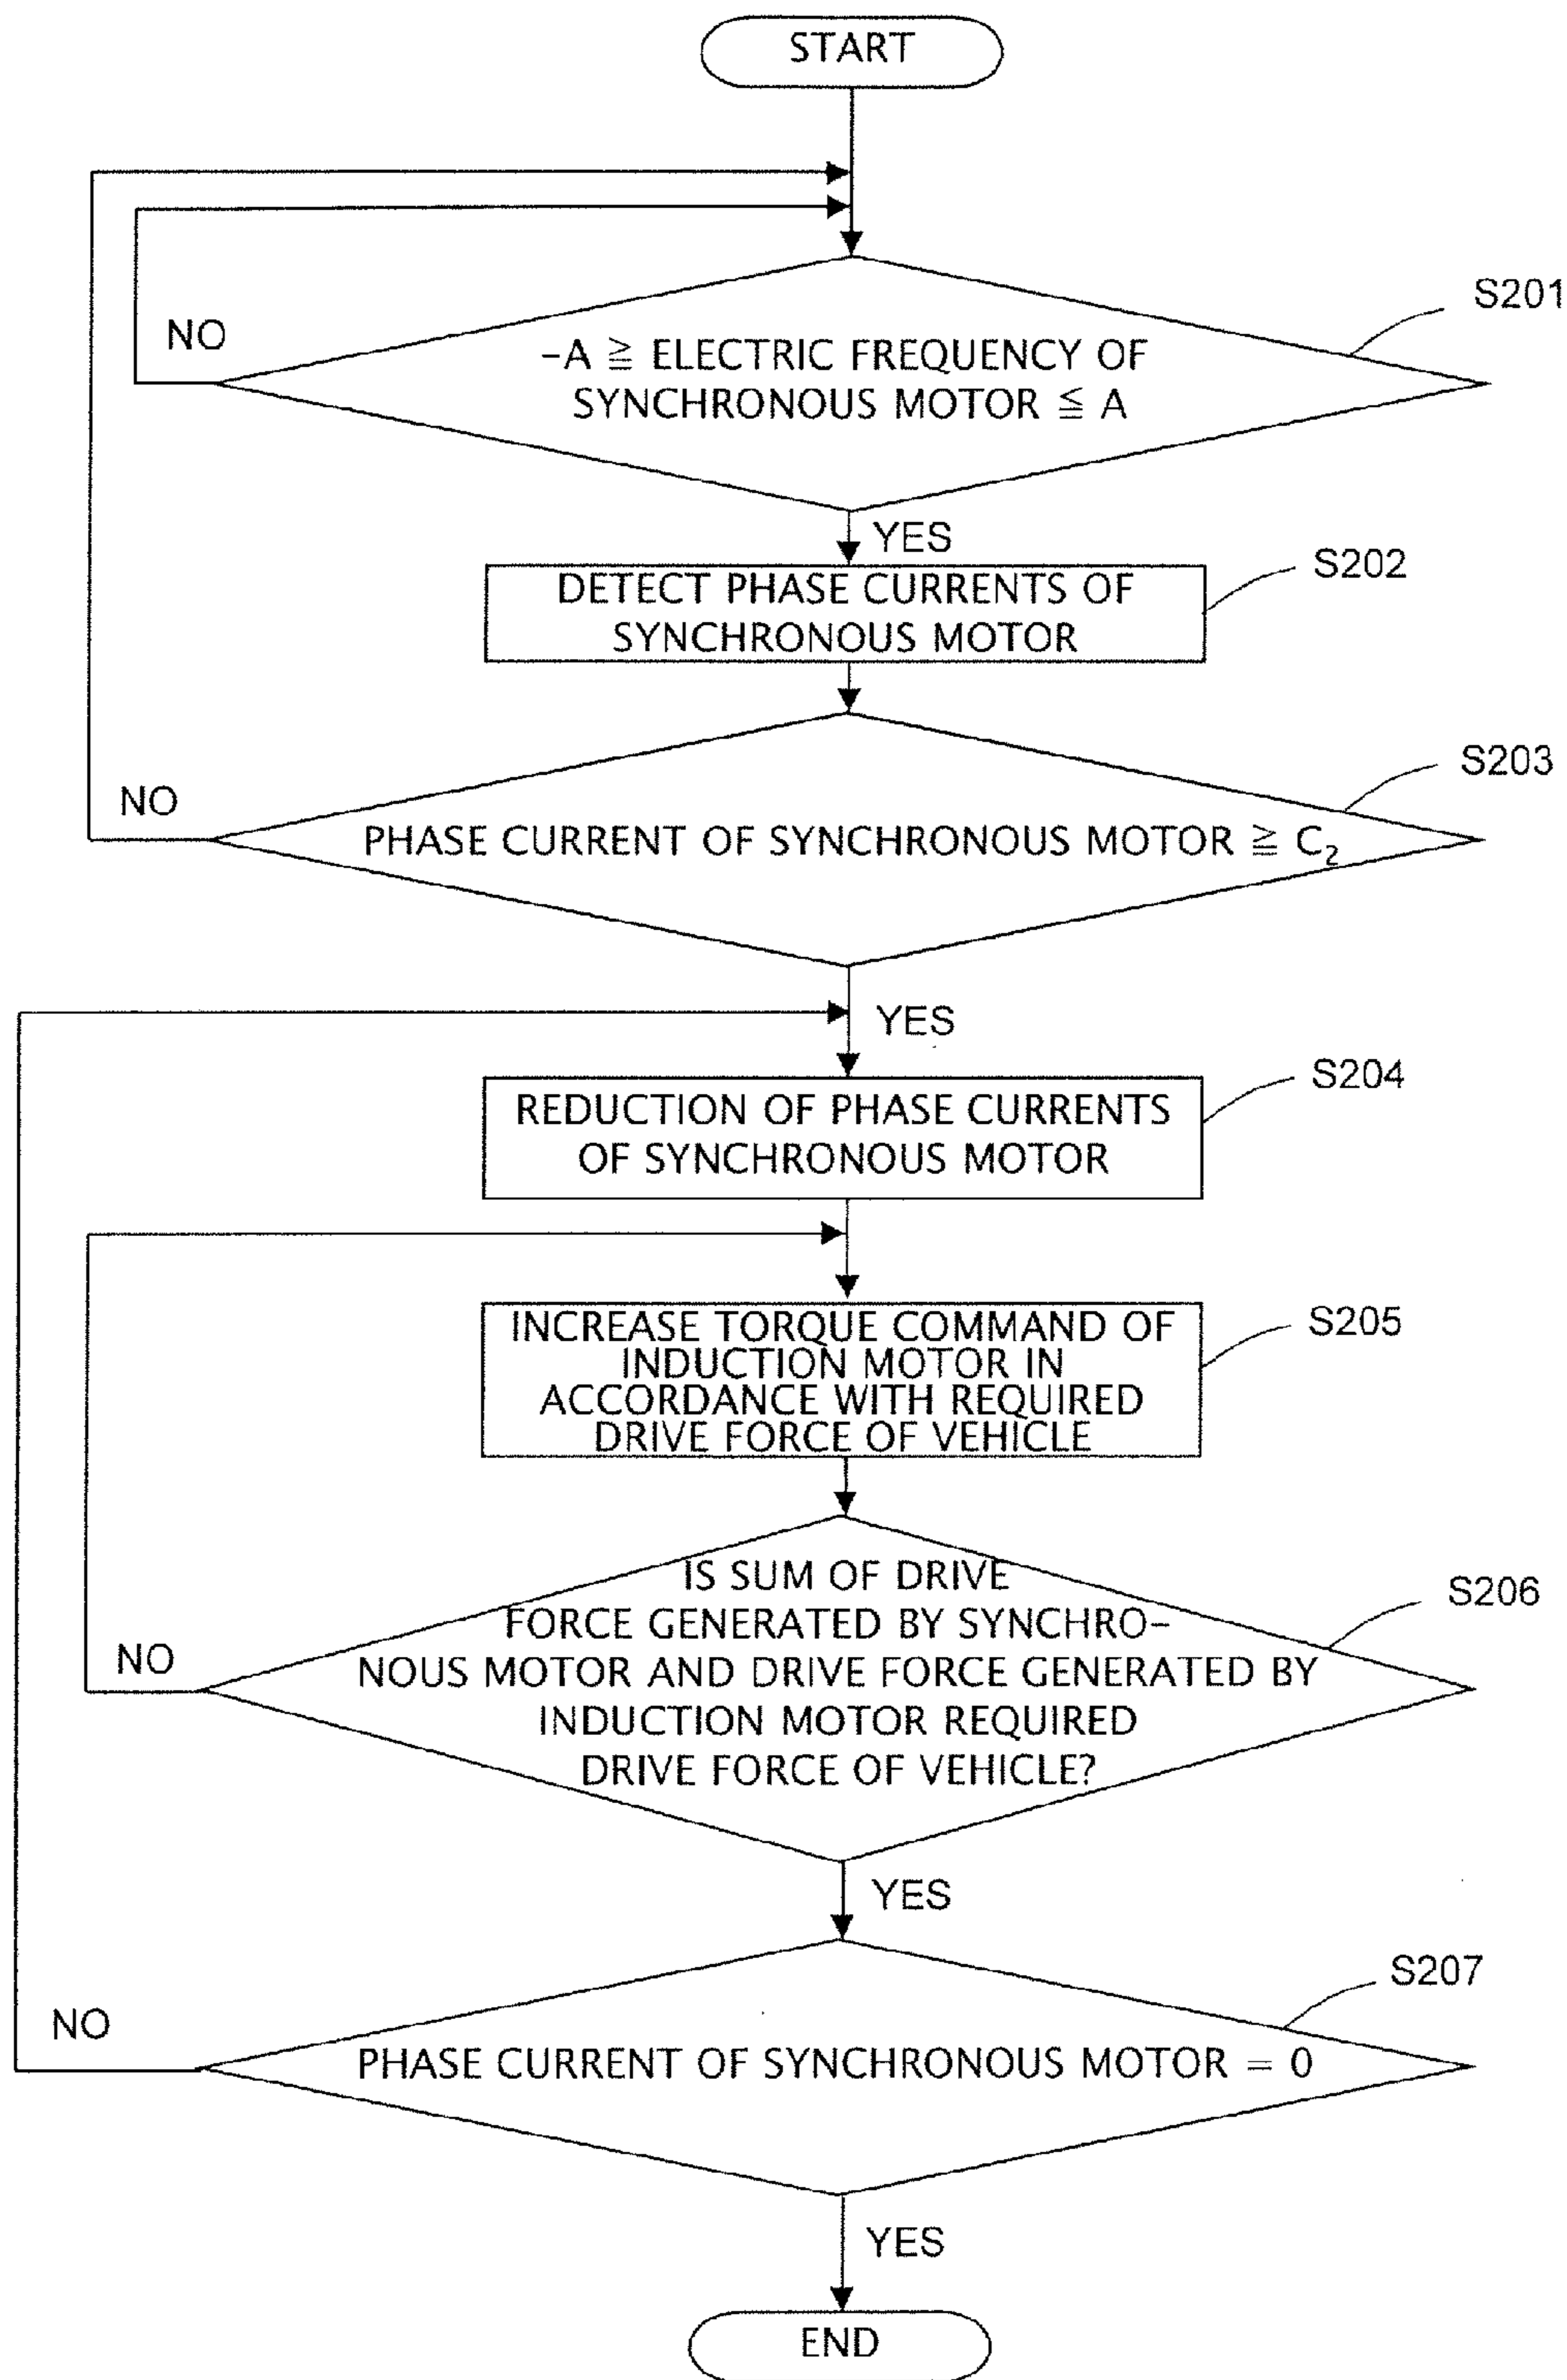 START
NO
S201
-A ≧ ELECTRIC FREQUENCY OF
SYNCHRONOUS MOTOR ≦ A
YES
S202
DETECT PHASE CURRENTS OF
SYNCHRONOUS MOTOR
S203
NO
PHASE CURRENT OF SYNCHRONOUS MOTOR ≧ C₂
YES
S204
REDUCTION OF PHASE CURRENTS
OF SYNCHRONOUS MOTOR
S205
INCREASE TORQUE COMMAND OF
INDUCTION MOTOR IN
ACCORDANCE WITH REQUIRED
DRIVE FORCE OF VEHICLE
S206
IS SUM OF DRIVE
FORCE GENERATED BY SYNCHRO-
NO
NOUS MOTOR AND DRIVE FORCE GENERATED BY
INDUCTION MOTOR REQUIRED
DRIVE FORCE OF VEHICLE?
YES
S207
NO
PHASE CURRENT OF SYNCHRONOUS MOTOR = 0
YES
END